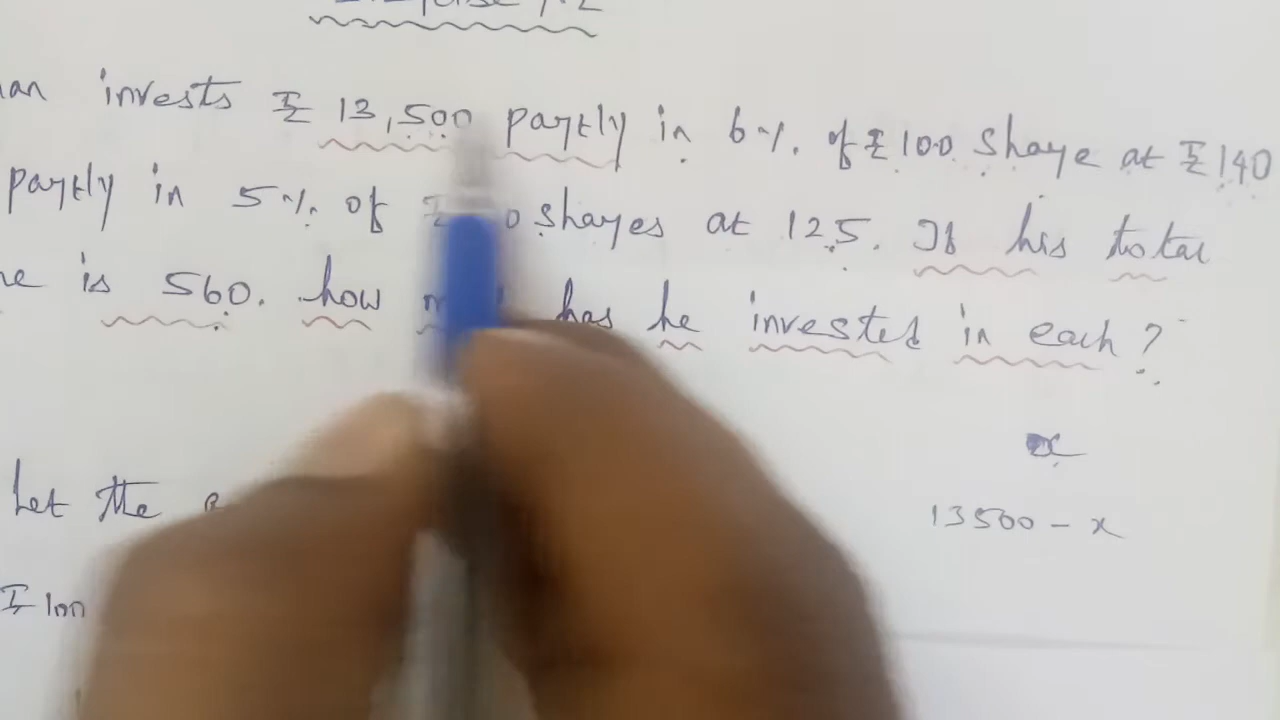 invests ₹ 13,500 partly in 6%. of ₹100 share at ₹140
partly in 5%. of shares at 125. If his total
is 560. how has he invested in each?
x
Let the
13500 - x
₹ 100